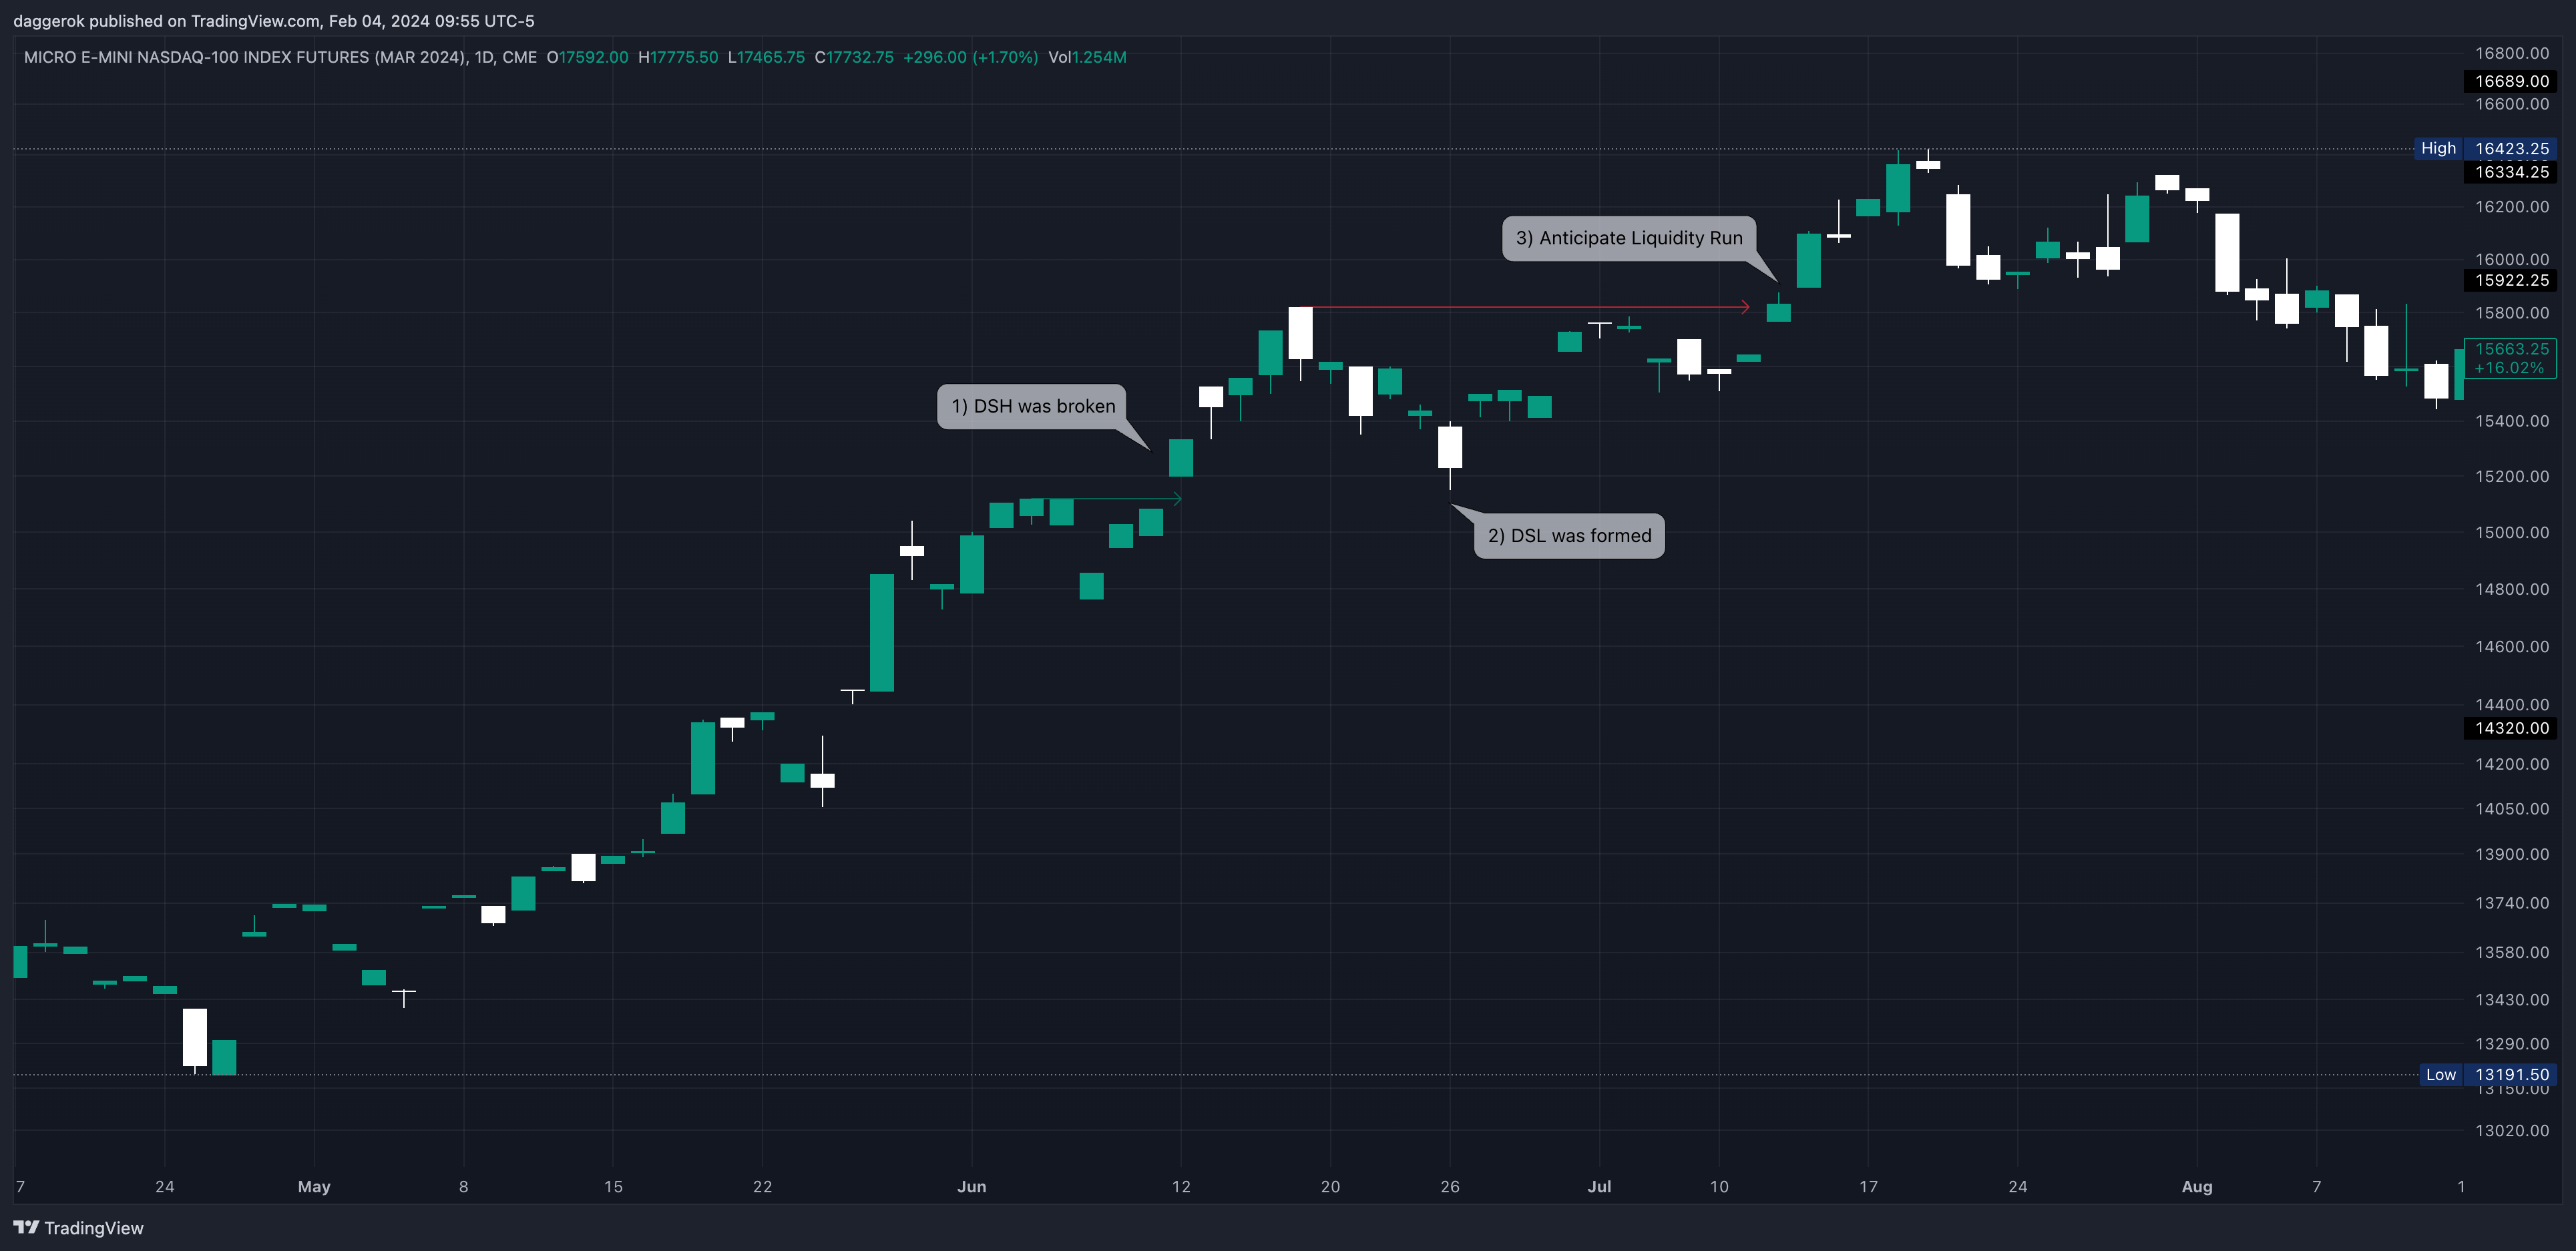 daggerok published on TradingView.com, Feb 04, 2024 09:55 UTC-5
MICRO E-MINI NASDAQ-100 INDEX FUTURES (MAR 2024), 1D, CME O17592.00 H17775.50 L17465.75 C17732.75 +296.00 (+1.70%) Vol1.254M
16800.00
16689.00
16600.00
High 16423.25
16334.25
16200.00
3) Anticipate Liquidity Run
16000.00
15922.25
15800.00
15663.25
+16.02%
1) DSH was broken
15400.00
15200.00
2) DSL was formed
15000.00
14800.00
14600.00
14400.00
14320.00
14200.00
14050.00
13900.00
13740.00
13580.00
13430.00
13290.00
Low 13191.50
13150.00
13020.00
7 24 May 8 15 22 Jun 12 20 26 Jul 10 17 24 Aug 7 1
TradingView